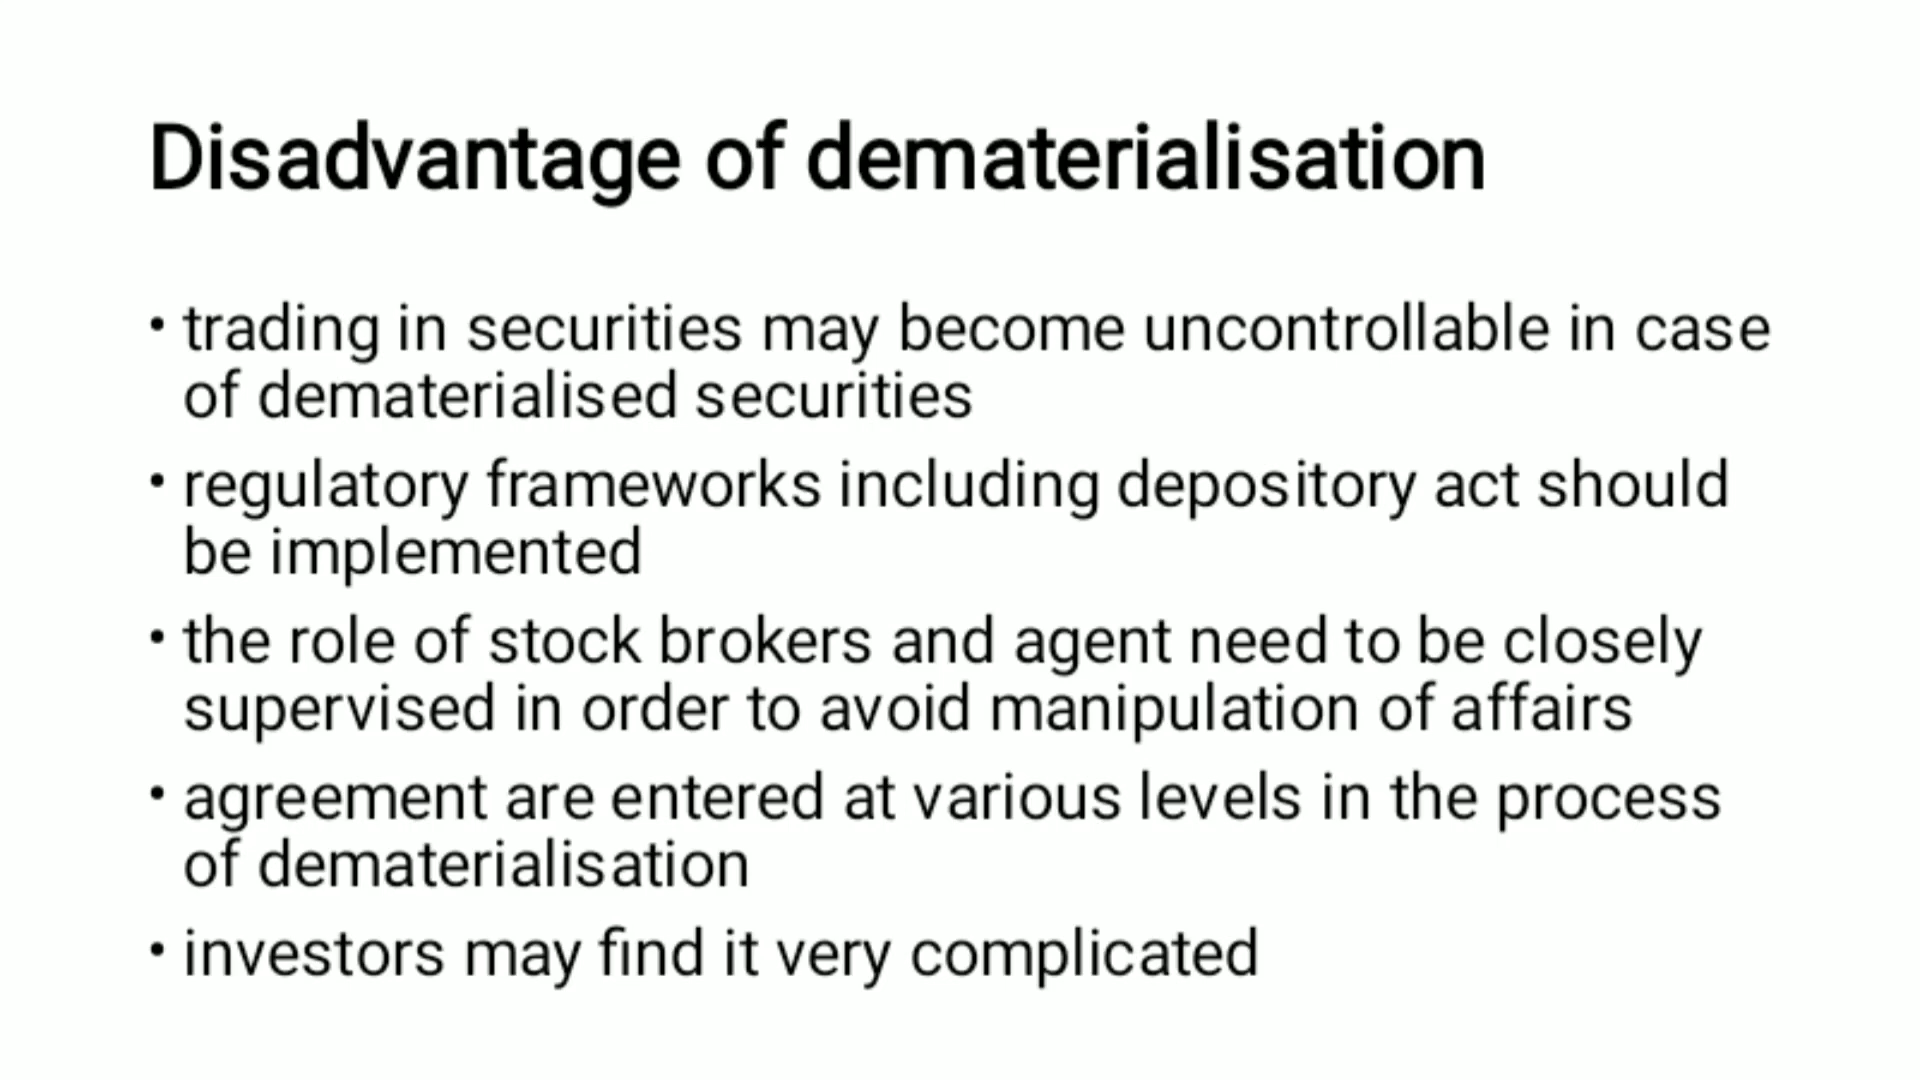 Disadvantage of dematerialisation
• trading in securities may become uncontrollable in case
of dematerialised securities
• regulatory frameworks including depository act should
be implemented
• the role of stock brokers and agent need to be closely
supervised in order to avoid manipulation of affairs
• agreement are entered at various levels in the process
of dematerialisation
• investors may find it very complicated